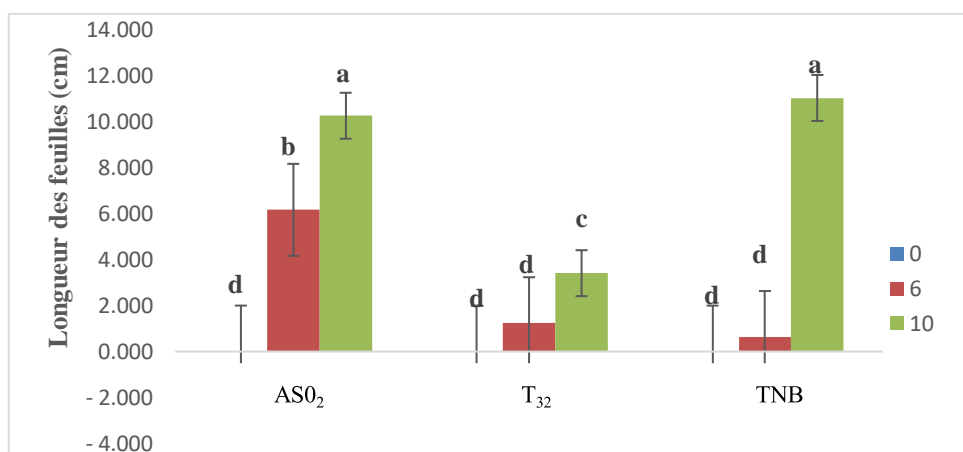 Longueur des feuilles (cm)
14.000
12.000
10.000
8.000
6.000
4.000
2.000
0.000
- 2.000
- 4.000
d
b
a
d
d
c
d
d
a
AS0₂
T₃₂
TNB
0
6
10